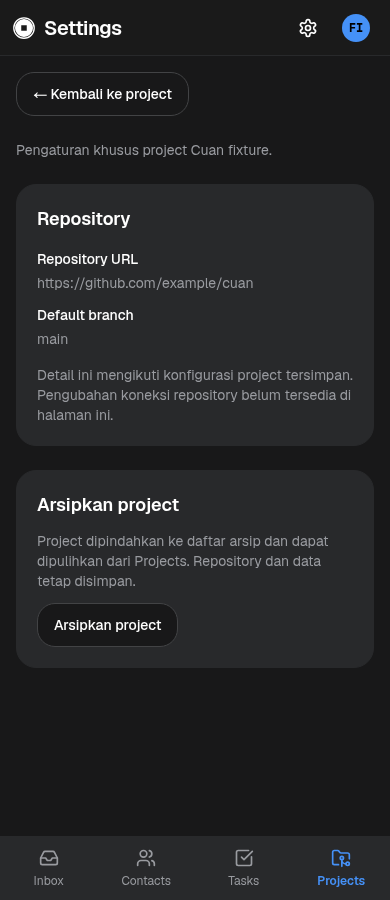 Settings
FI
← Kembali ke project
Pengaturan khusus project Cuan fixture.
Repository
Repository URL
https://github.com/example/cuan
Default branch
main
Detail ini mengikuti konfigurasi project tersimpan.
Pengubahan koneksi repository belum tersedia di
halaman ini.
Arsipkan project
Project dipindahkan ke daftar arsip dan dapat
dipulihkan dari Projects. Repository dan data
tetap disimpan.
Arsipkan project
Inbox
Contacts
Tasks
Projects